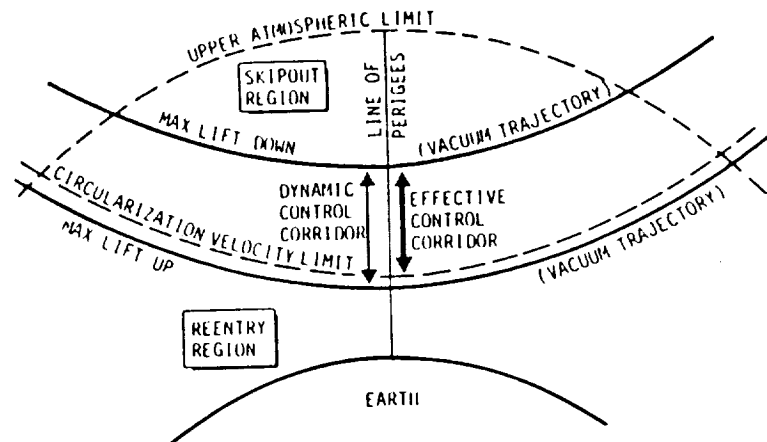 UPPER ATMOSPHERIC LIMIT
SKIPOUT
REGION
LINE OF
PERIGEES
MAX LIFT DOWN
(VACUUM TRAJECTORY)
DYNAMIC
CONTROL
CORRIDOR
EFFECTIVE
CONTROL
CORRIDOR
CIRCULARIZATION VELOCITY LIMIT
MAX LIFT UP
(VACUUM TRAJECTORY)
REENTRY
REGION
EARTH